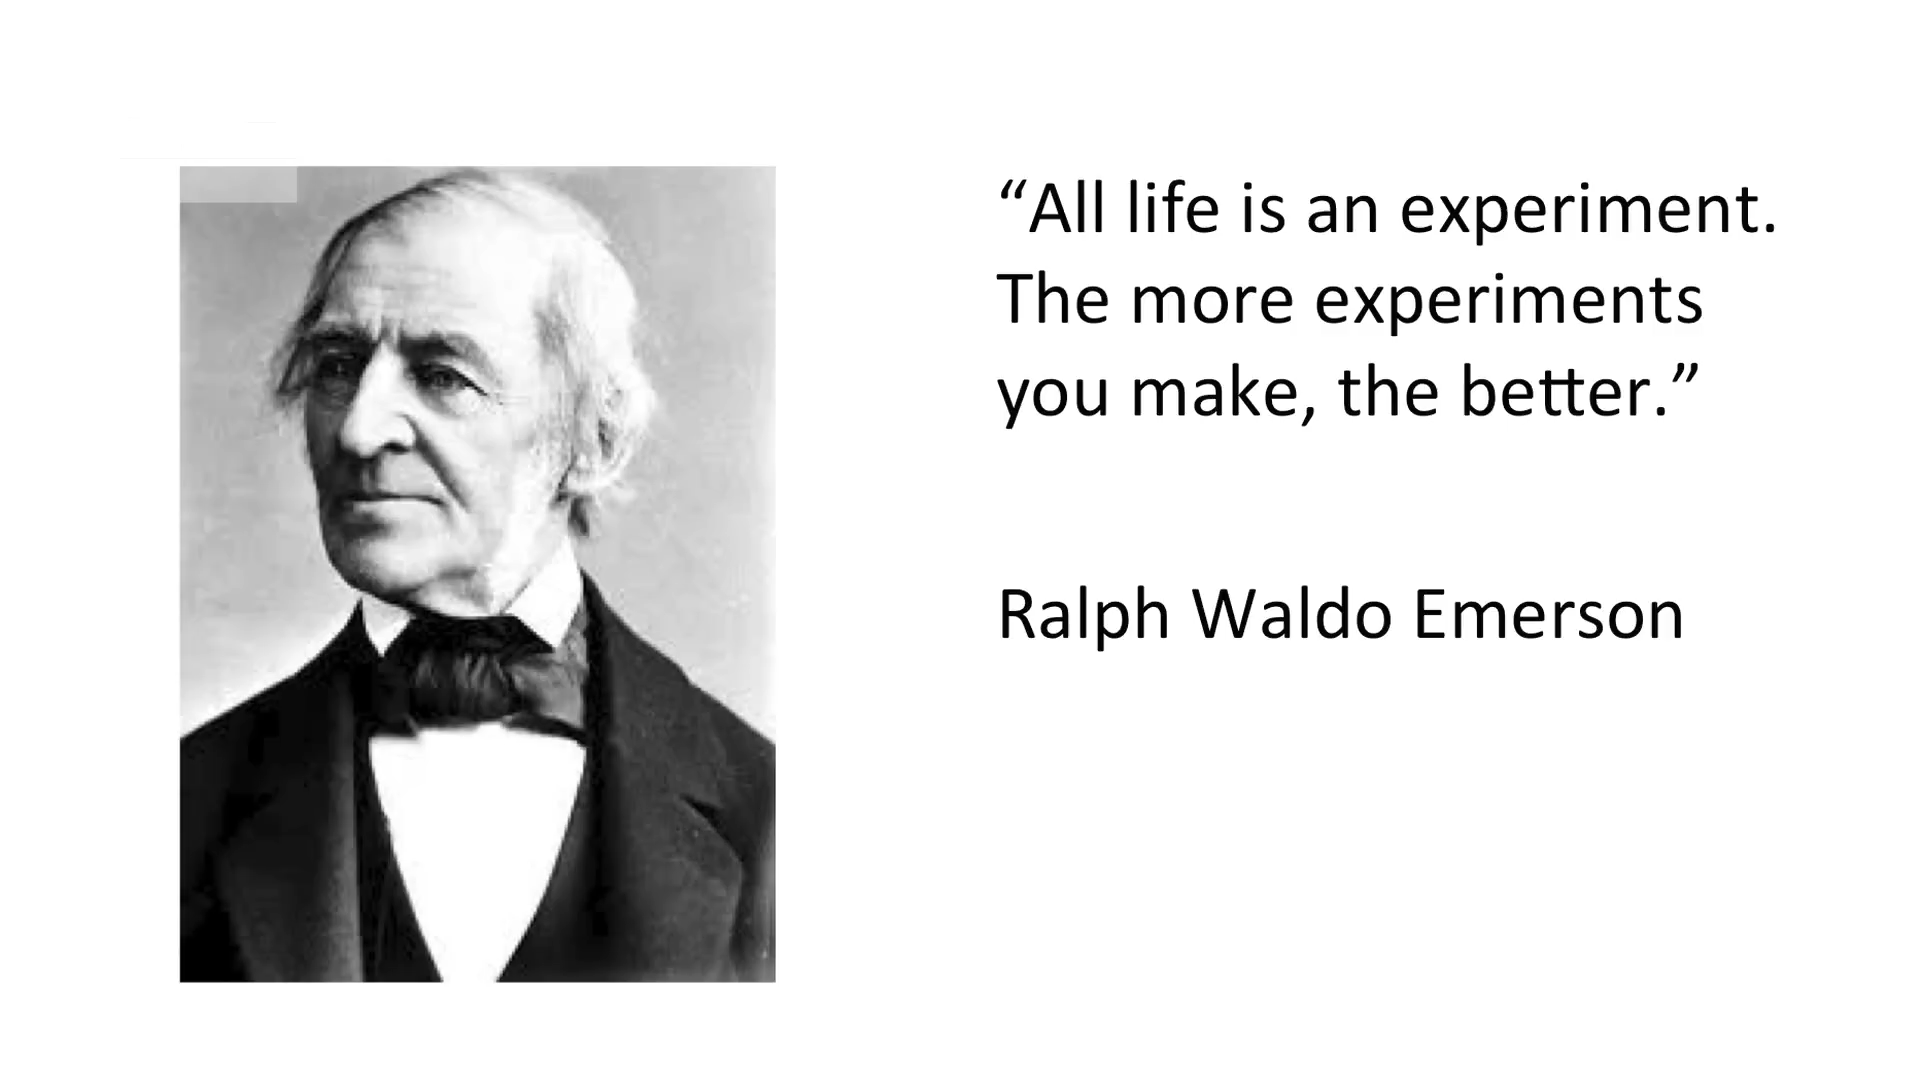 “All life is an experiment.
The more experiments
you make, the better.”
Ralph Waldo Emerson